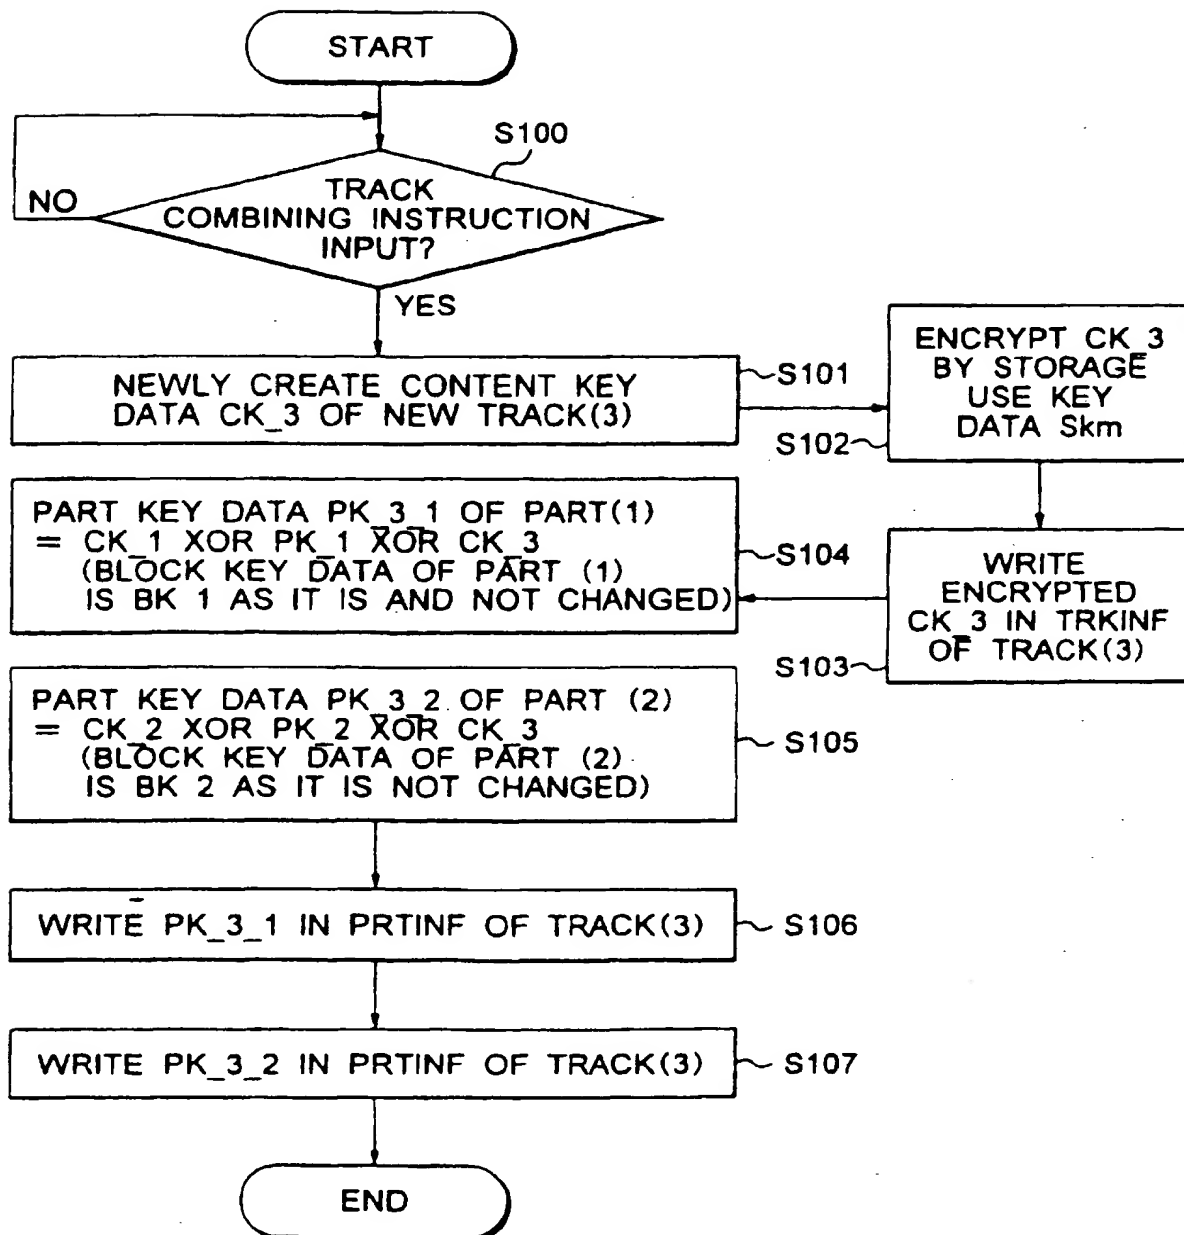 START
S100
TRACK
COMBINING INSTRUCTION
INPUT?
NO
YES
NEWLY CREATE CONTENT KEY
DATA CK_3 OF NEW TRACK(3)
S101
ENCRYPT CK_3
BY STORAGE
USE KEY
DATA Skm
S102
WRITE
ENCRYPTED
CK_3 IN TRKINF
OF TRACK(3)
S103
PART KEY DATA PK_3_1 OF PART(1)
= CK_1 XOR PK_1 XOR CK_3
(BLOCK KEY DATA OF PART (1)
IS BK 1 AS IT IS AND NOT CHANGED)
S104
PART KEY DATA PK_3_2 OF PART (2)
= CK_2 XOR PK_2 XOR CK_3
(BLOCK KEY DATA OF PART (2)
IS BK 2 AS IT IS NOT CHANGED)
S105
WRITE PK_3_1 IN PRTINF OF TRACK(3)
S106
WRITE PK_3_2 IN PRTINF OF TRACK(3)
S107
END